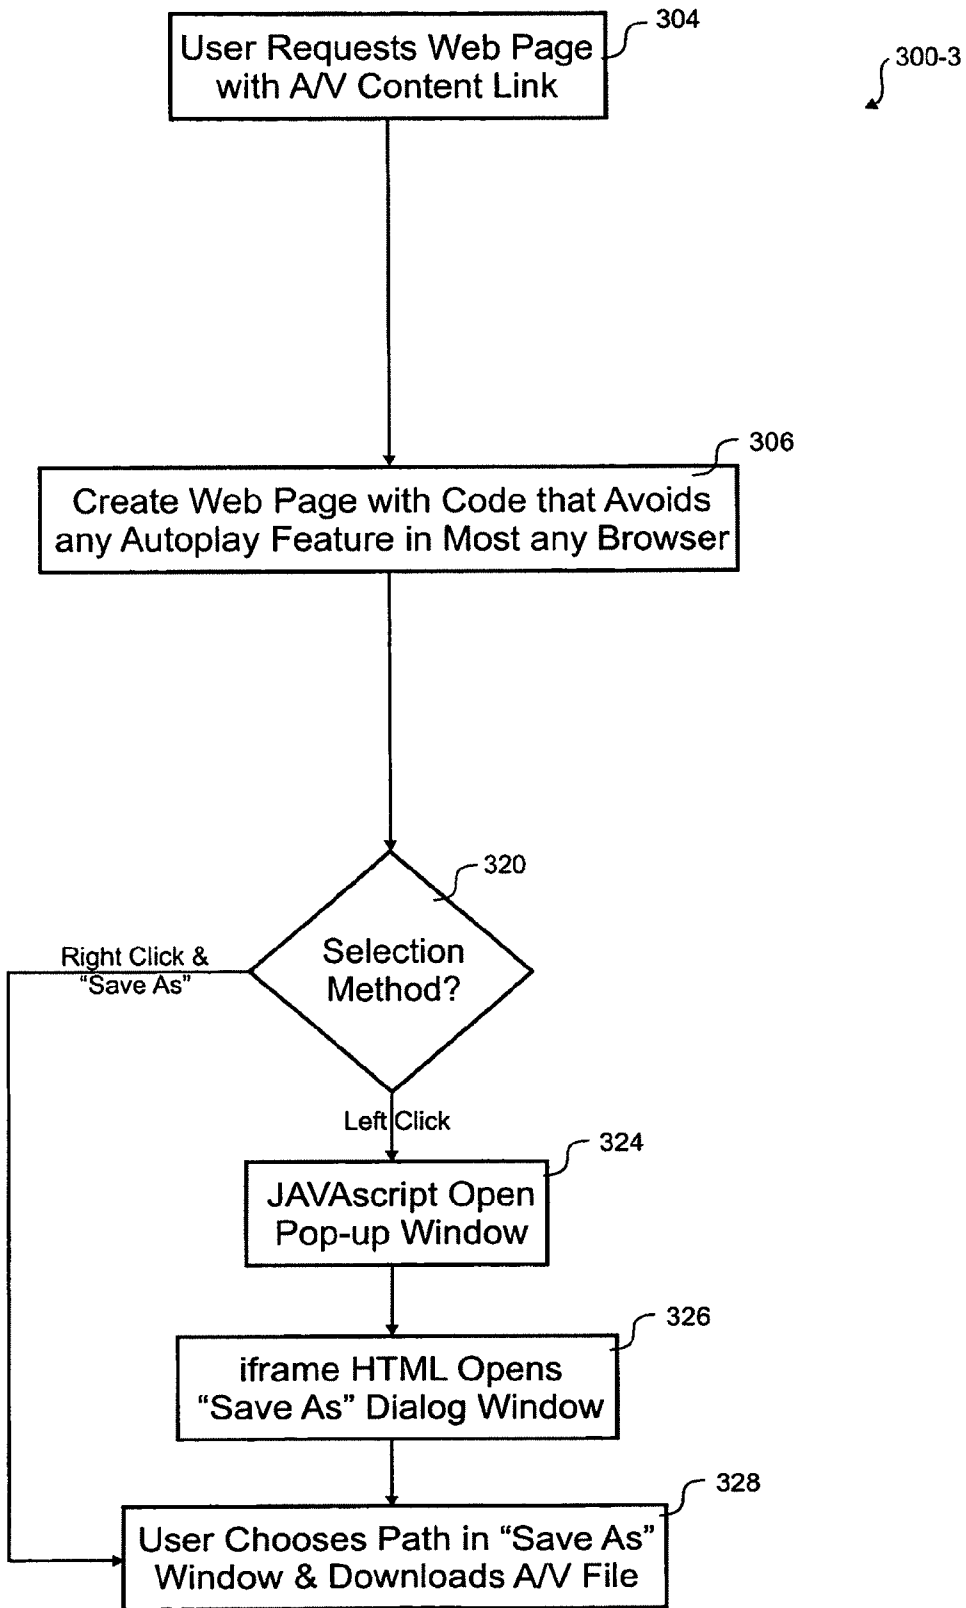 304
User Requests Web Page
with A/V Content Link
300-3
306
Create Web Page with Code that Avoids
any Autoplay Feature in Most any Browser
320
Selection
Method?
Right Click &
“Save As”
Left Click
324
JAVAscript Open
Pop-up Window
326
iframe HTML Opens
“Save As” Dialog Window
328
User Chooses Path in “Save As”
Window & Downloads A/V File